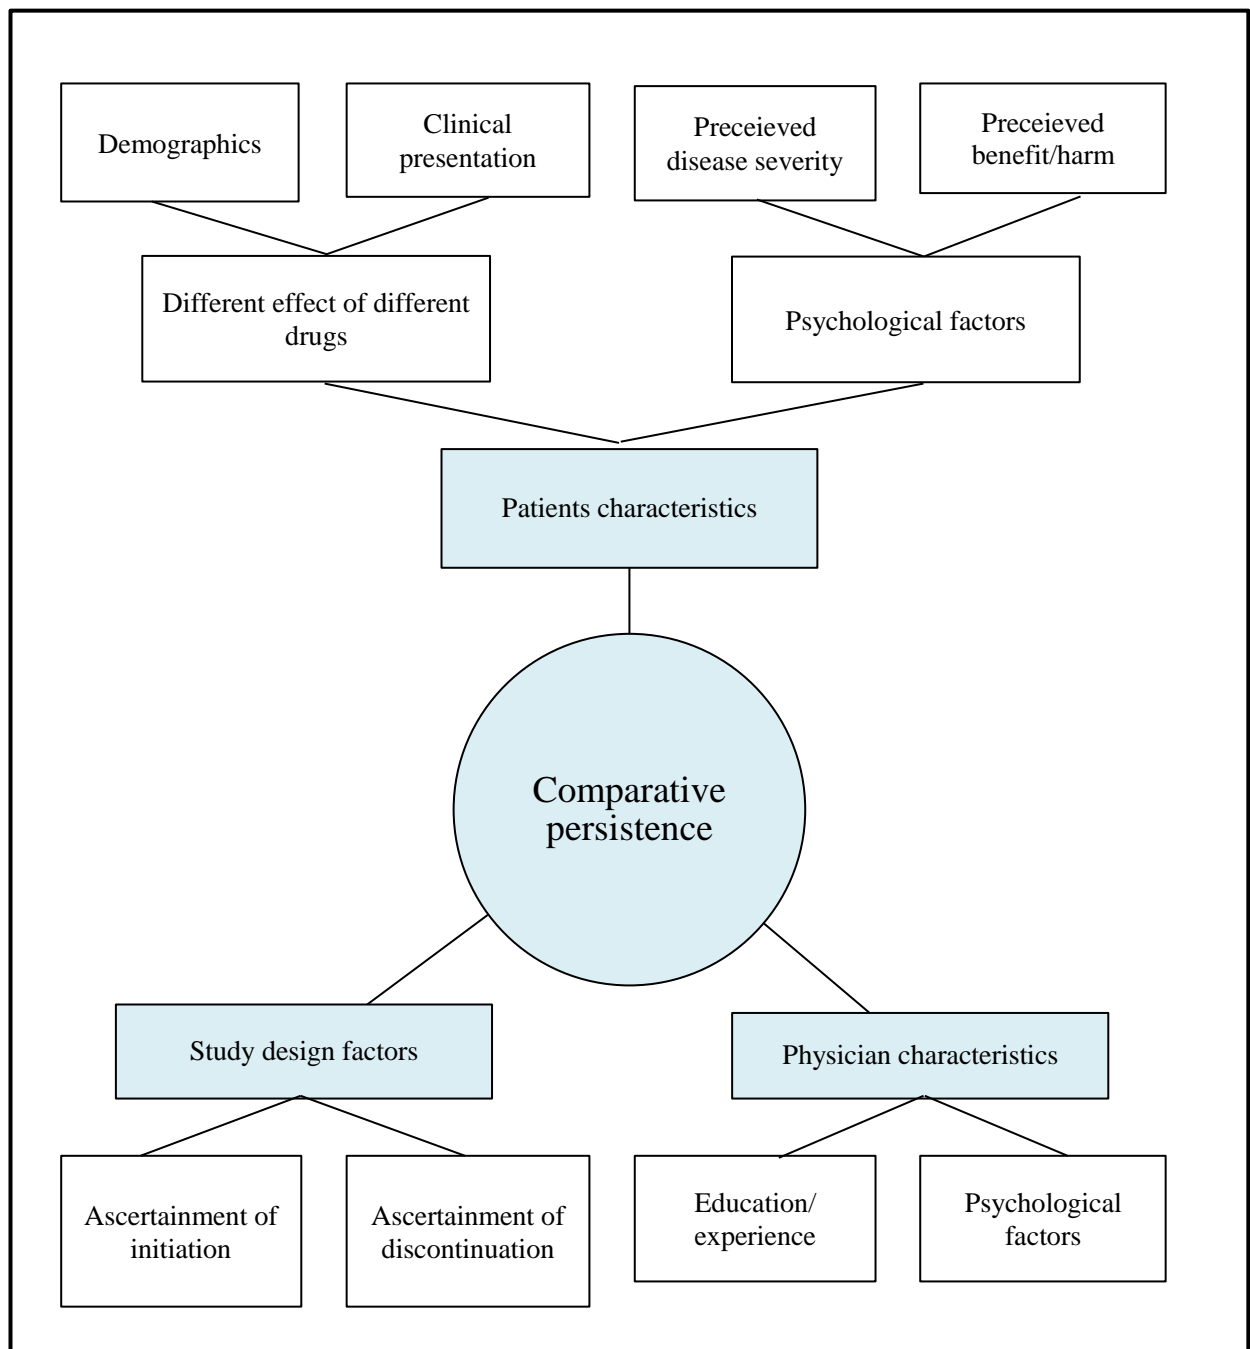 Demographics
Clinical
presentation
Preceieved
disease severity
Preceieved
benefit/harm
Different effect of different
drugs
Psychological factors
Patients characteristics
Comparative
persistence
Study design factors
Physician characteristics
Ascertainment of
initiation
Ascertainment of
discontinuation
Education/
experience
Psychological
factors